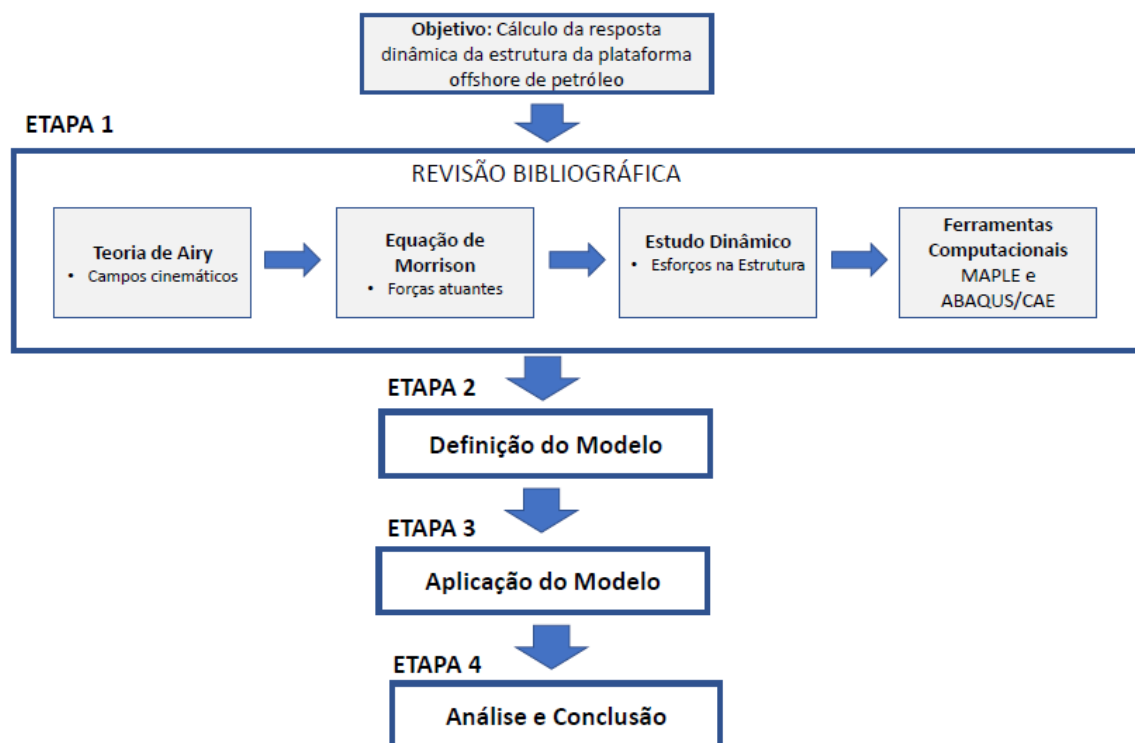 Objetivo: Cálculo da resposta
dinâmica da estrutura da plataforma
offshore de petróleo
ETAPA 1
REVISÃO BIBLIOGRÁFICA
Teoria de Airy
• Campos cinemáticos
Equação de
Morrison
• Forças atuantes
Estudo Dinâmico
• Esforços na Estrutura
Ferramentas
Computacionais
MAPLE e
ABAQUS/CAE
ETAPA 2
Definição do Modelo
ETAPA 3
Aplicação do Modelo
ETAPA 4
Análise e Conclusão